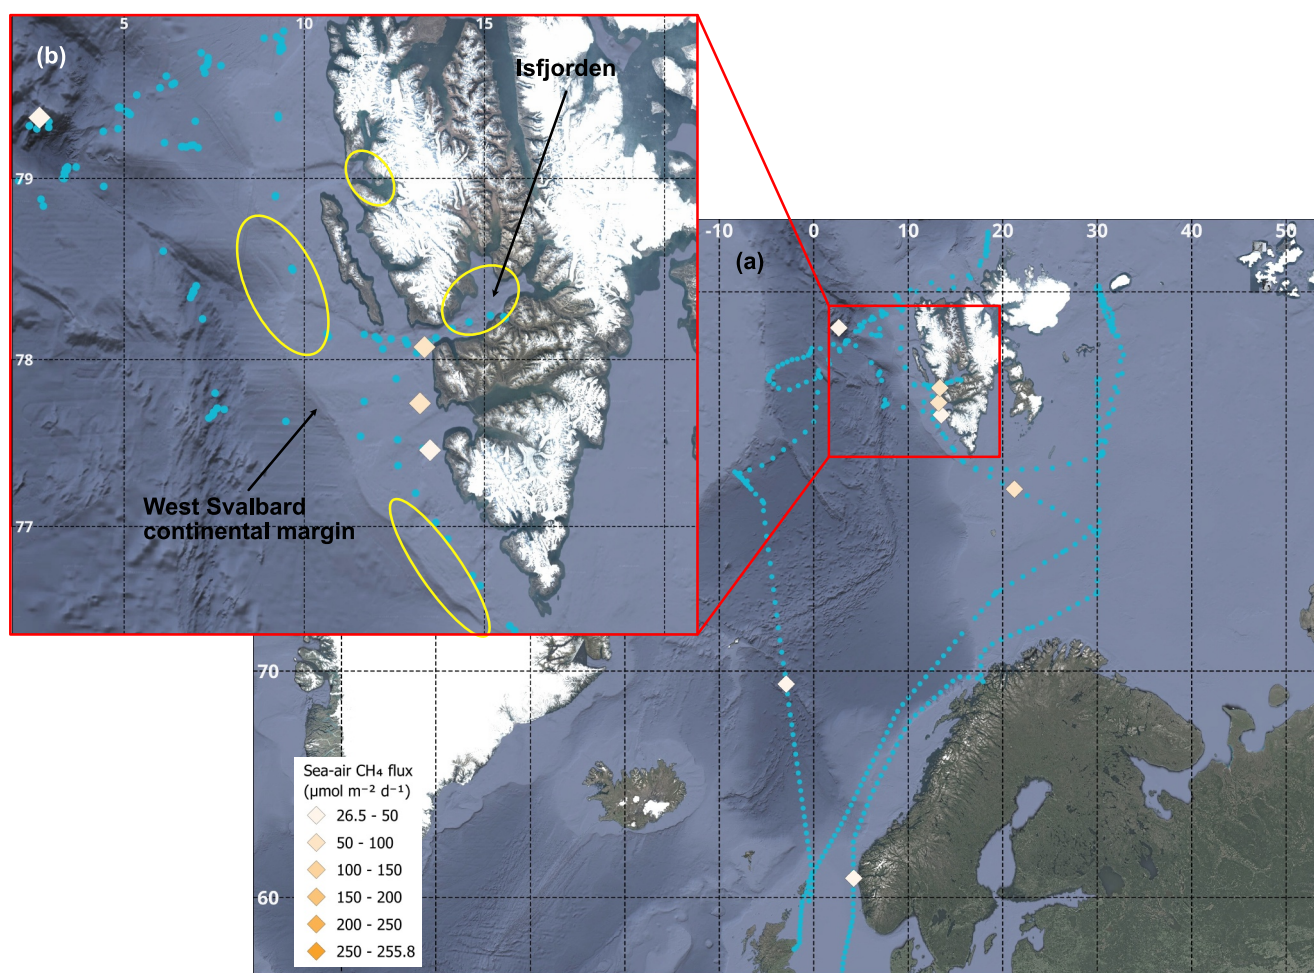 5 10 15
(b)
Isfjorden
79
78
77
West Svalbard
continental margin
-10 0 10 20 30 40 50
(a)
70
60
Sea-air CH₄ flux
(μmol m⁻² d⁻¹)
26.5 - 50
50 - 100
100 - 150
150 - 200
200 - 250
250 - 255.8